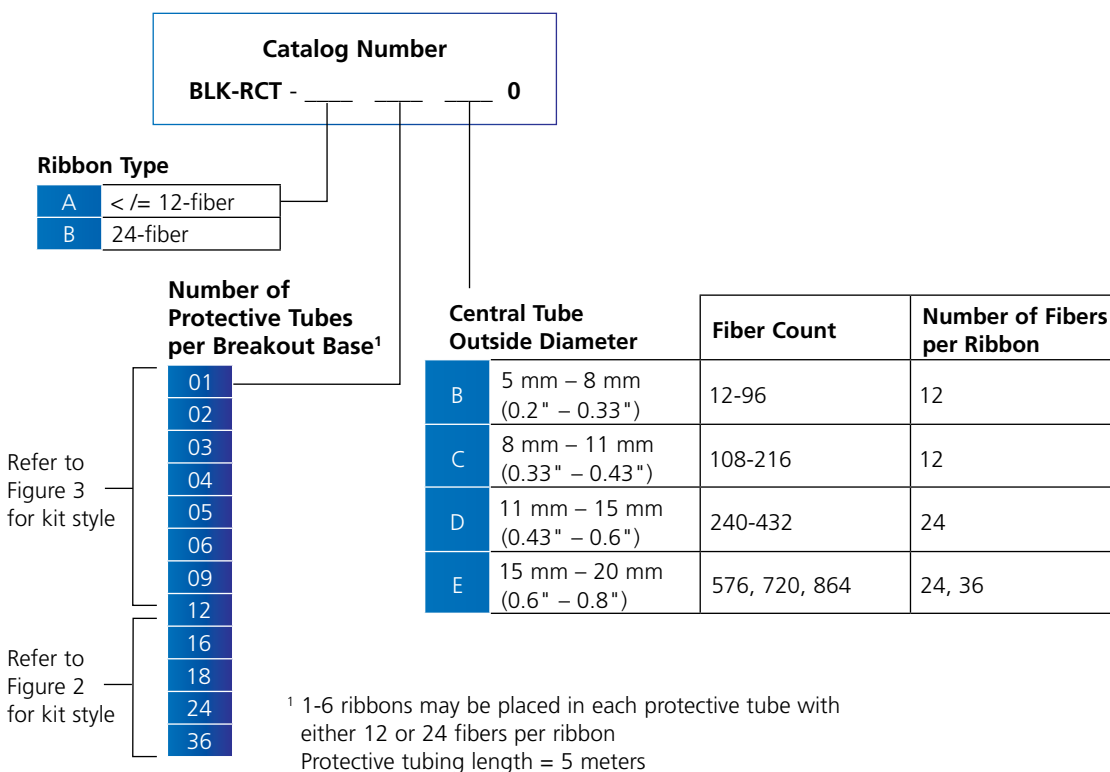 Catalog Number
BLK-RCT - ____ ___ ____ 0
Ribbon Type
A < /= 12-fiber
B 24-fiber
Number of
Protective Tubes
per Breakout Base¹
01
02
03
04
05
06
09
12
16
18
24
36
Refer to
Figure 3
for kit style
Refer to
Figure 2
for kit style
Central Tube
Outside Diameter
Fiber Count
Number of Fibers
per Ribbon
B 5 mm – 8 mm
(0.2" – 0.33")
12-96
12
C 8 mm – 11 mm
(0.33" – 0.43")
108-216
12
D 11 mm – 15 mm
(0.43" – 0.6")
240-432
24
E 15 mm – 20 mm
(0.6" – 0.8")
576, 720, 864
24, 36
¹ 1-6 ribbons may be placed in each protective tube with
either 12 or 24 fibers per ribbon
Protective tubing length = 5 meters